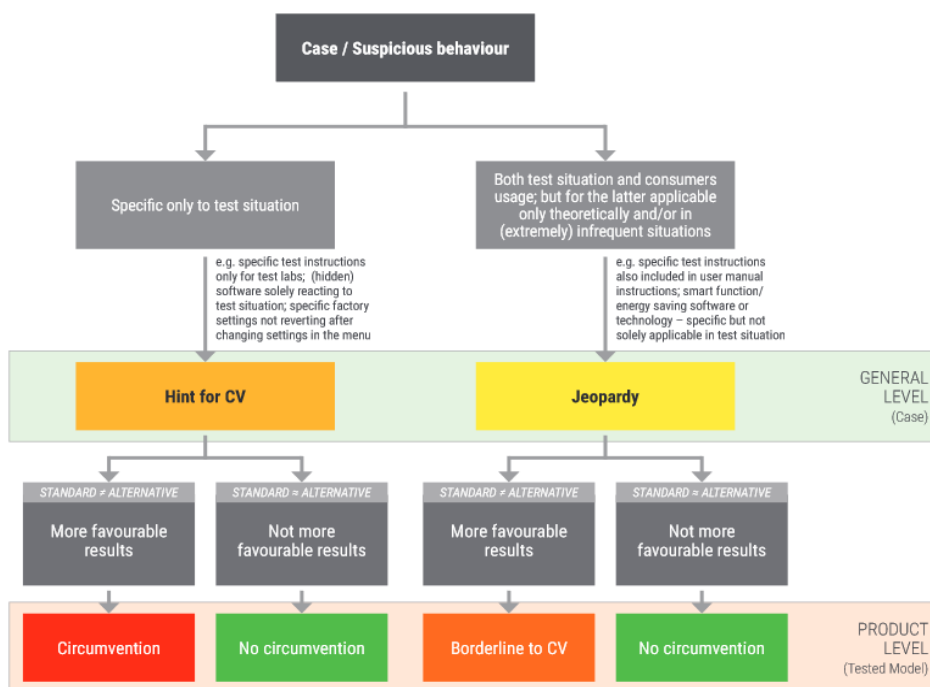 Case / Suspicious behaviour
Specific only to test situation
Both test situation and consumers
usage; but for the latter applicable
only theoretically and/or in
(extremely) infrequent situations
e.g. specific test instructions
only for test labs; (hidden)
software solely reacting to
test situation; specific factory
settings not reverting after
changing settings in the menu
e.g. specific test instructions
also included in user manual
instructions; smart function/
energy saving software or
technology – specific but not
solely applicable in test situation
Hint for CV
Jeopardy
GENERAL
LEVEL
(Case)
STANDARD ≠ ALTERNATIVE
More favourable
results
STANDARD = ALTERNATIVE
Not more
favourable results
STANDARD ≠ ALTERNATIVE
More favourable
results
STANDARD = ALTERNATIVE
Not more
favourable results
Circumvention
No circumvention
Borderline to CV
No circumvention
PRODUCT
LEVEL
(Tested Model)